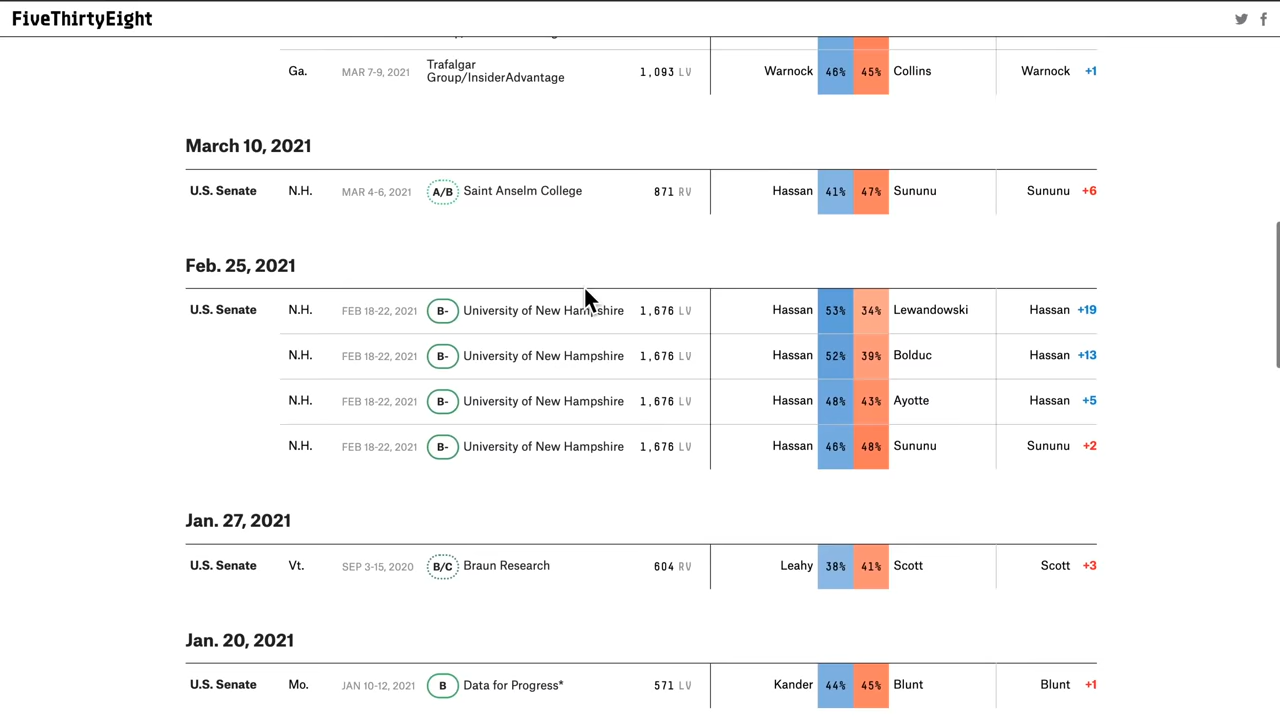 FiveThirtyEight
Ga. MAR 7-9, 2021 Trafalgar Group/InsiderAdvantage 1,093 LV Warnock 46% 45% Collins Warnock +1
March 10, 2021
U.S. Senate N.H. MAR 4-6, 2021 A/B Saint Anselm College 871 RV Hassan 41% 47% Sununu Sununu +6
Feb. 25, 2021
U.S. Senate N.H. FEB 18-22, 2021 B- University of New Hampshire 1,676 LV Hassan 53% 34% Lewandowski Hassan +19
N.H. FEB 18-22, 2021 B- University of New Hampshire 1,676 LV Hassan 52% 39% Bolduc Hassan +13
N.H. FEB 18-22, 2021 B- University of New Hampshire 1,676 LV Hassan 48% 43% Ayotte Hassan +5
N.H. FEB 18-22, 2021 B- University of New Hampshire 1,676 LV Hassan 46% 48% Sununu Sununu +2
Jan. 27, 2021
U.S. Senate Vt. SEP 3-15, 2020 B/C Braun Research 604 RV Leahy 38% 41% Scott Scott +3
Jan. 20, 2021
U.S. Senate Mo. JAN 10-12, 2021 B Data for Progress* 571 LV Kander 44% 45% Blunt Blunt +1